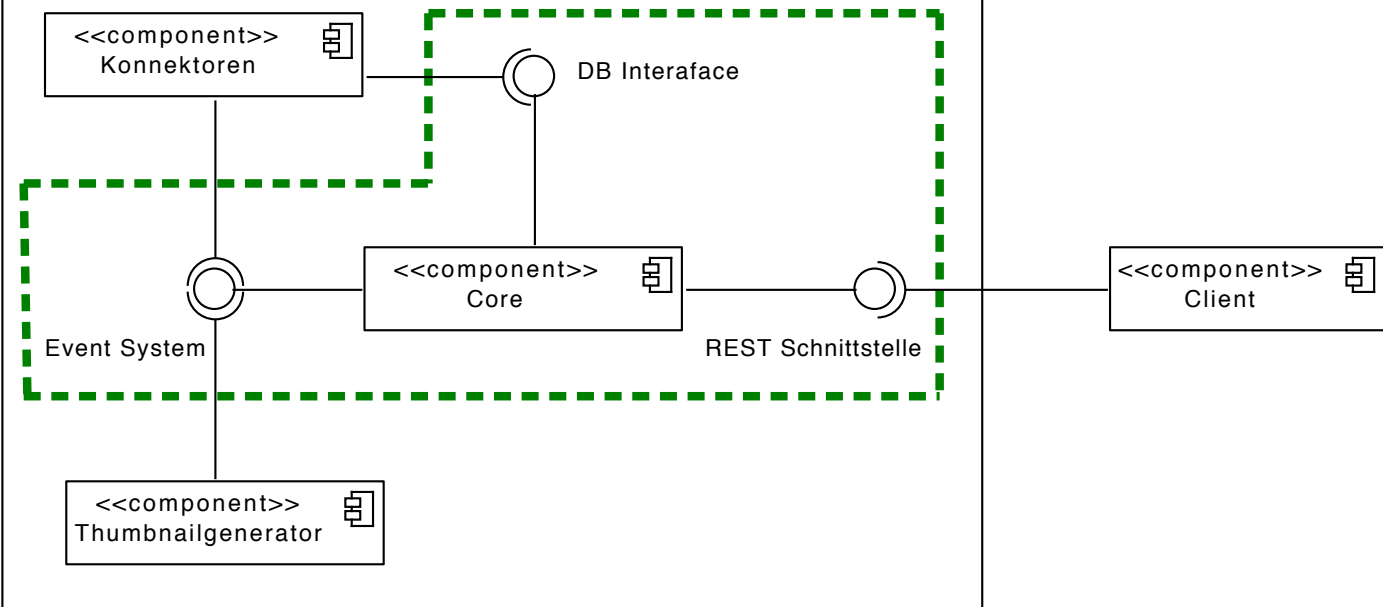 <<component>>
Konnektoren
DB Interaface
<<component>>
Core
<<component>>
Client
Event System
REST Schnittstelle
<<component>>
Thumbnailgenerator